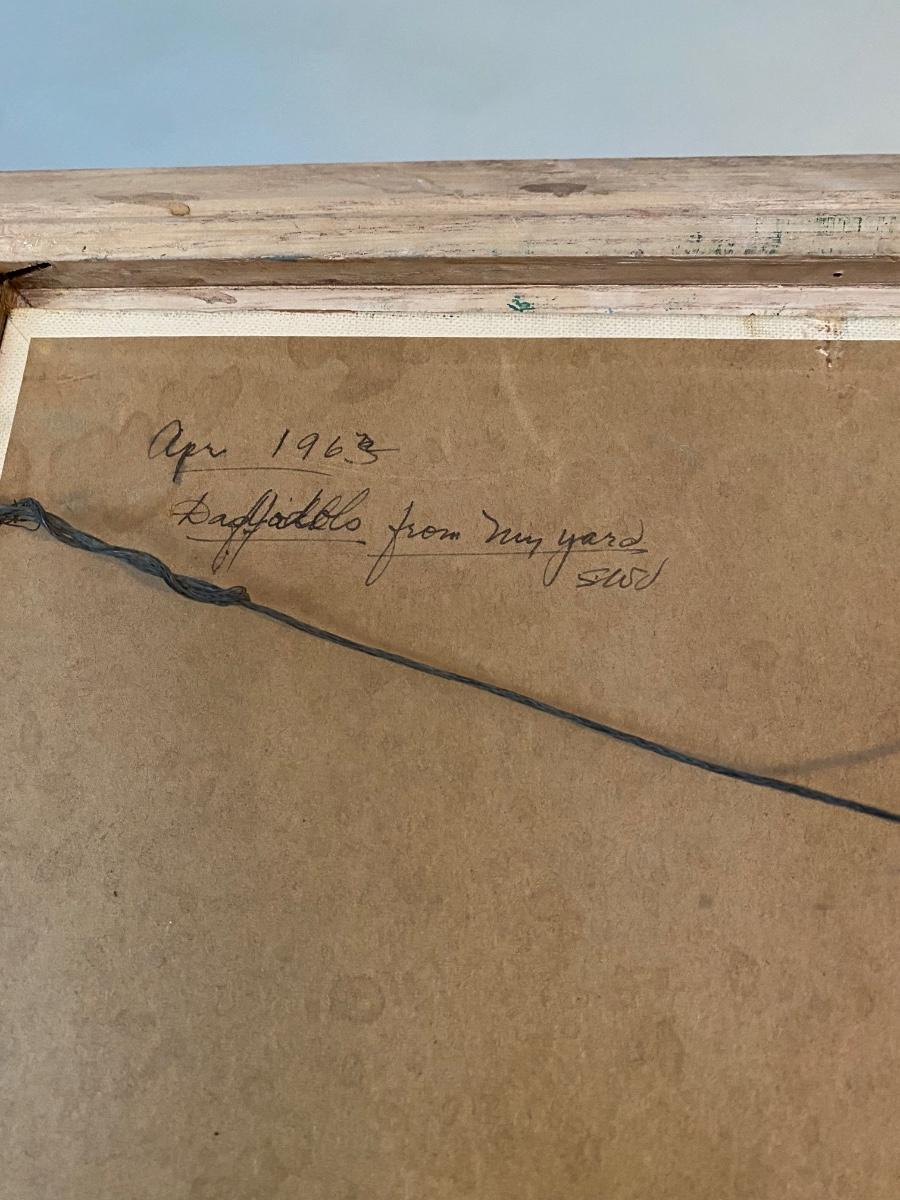 Apr. 1963
Daffodils from my yard
SWD